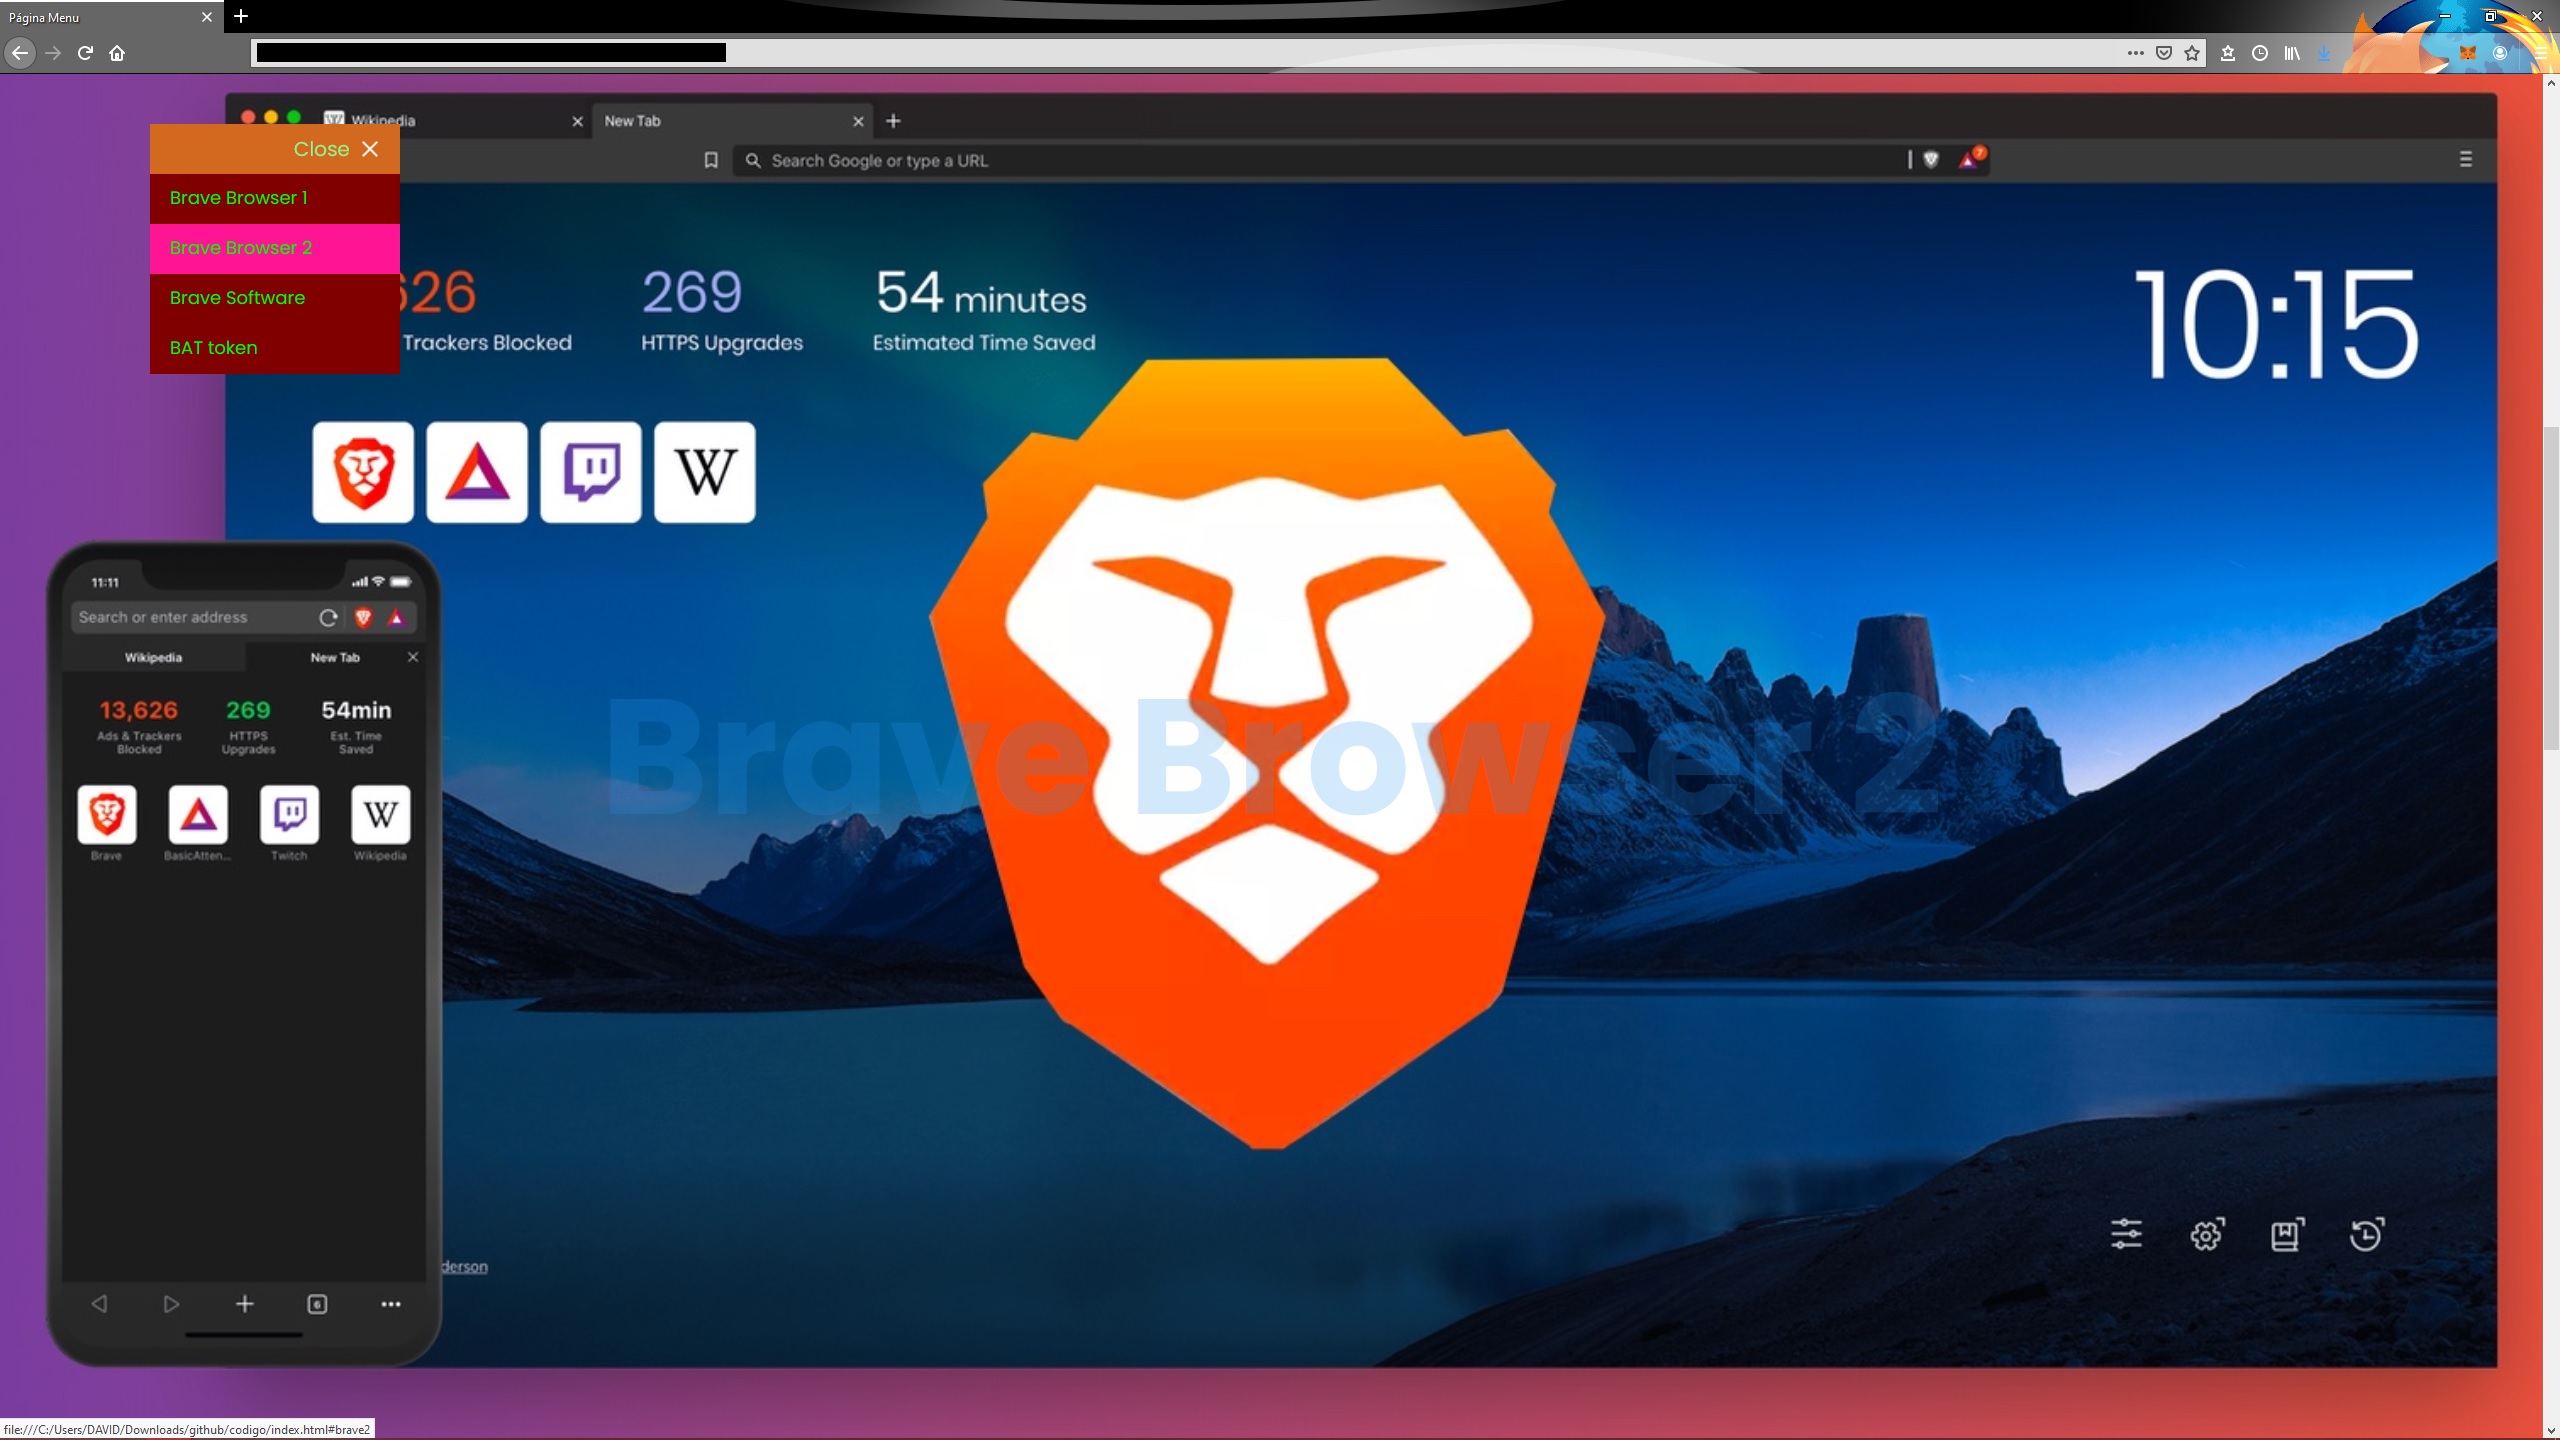 Página Menu
Wikipedia
New Tab
Close
Search Google or type a URL
Brave Browser 1
Brave Browser 2
Brave Software
BAT token
626
Trackers Blocked
269
HTTPS Upgrades
54 minutes
Estimated Time Saved
10:15
7
W
11:11
Search or enter address
Wikipedia
New Tab
13,626
269
54min
Ads & Trackers
Blocked
HTTPS
Upgrades
Est. Time
Saved
W
Brave
BasicAtten...
Twitch
Wikipedia
Brave Browser 2
derson
6
file:///C:/Users/DAVID/Downloads/github/codigo/index.html#brave2